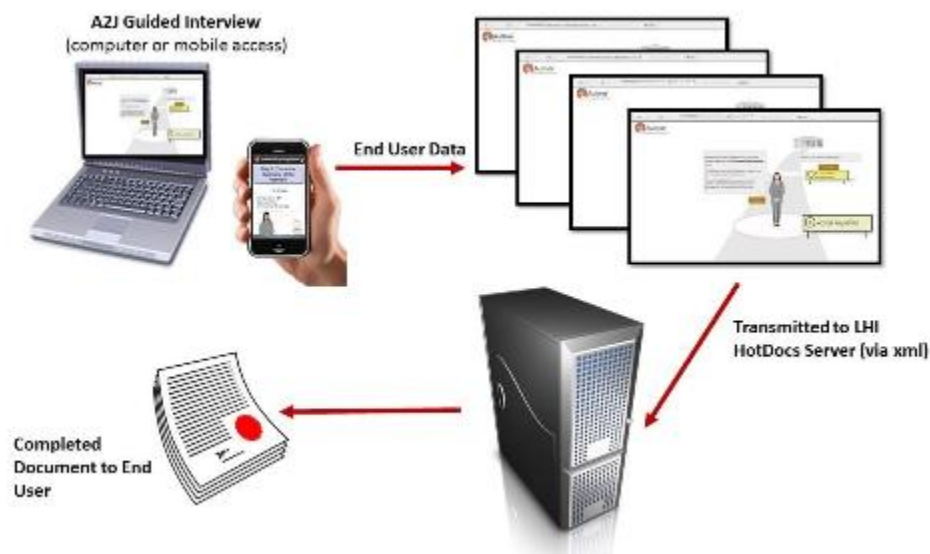 A2J Guided Interview
(computer or mobile access)
End User Data
Transmitted to LHI
HotDocs Server (via xml)
Completed
Document to End
User